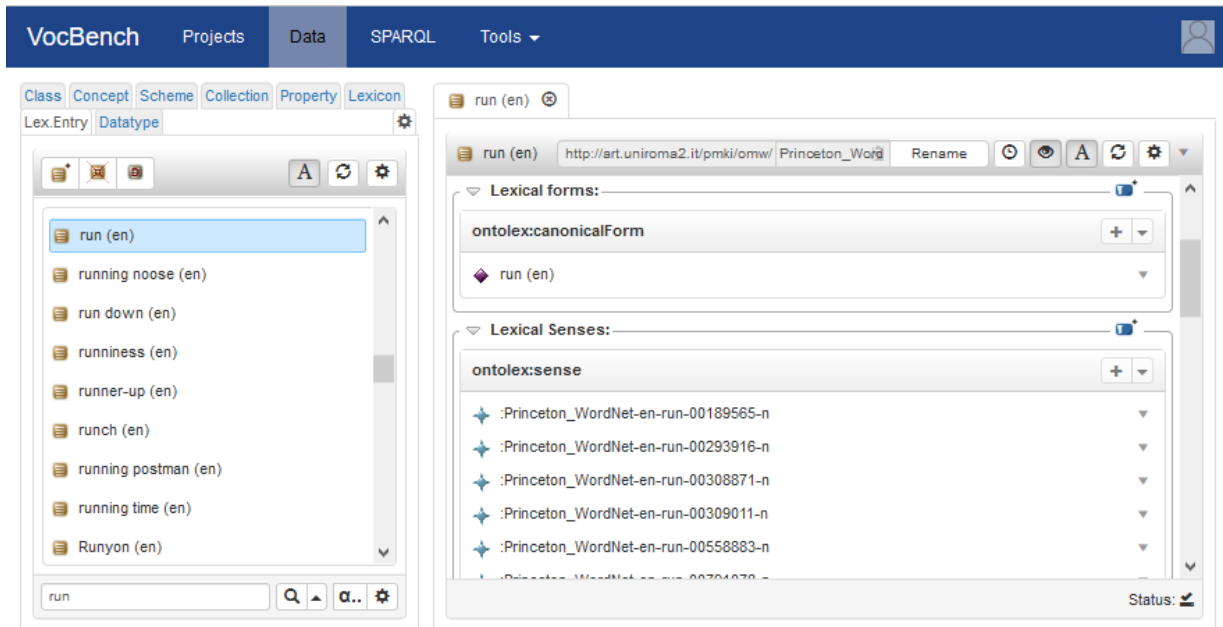 VocBench Projects Data SPARQL Tools
Class Concept Scheme Collection Property Lexicon
Lex.Entry Datatype
A
run (en)
running noose (en)
run down (en)
runniness (en)
runner-up (en)
runch (en)
running postman (en)
running time (en)
Runyon (en)
run α..
run (en)
run (en) http://art.uniroma2.it/pmki/omw/ Princeton_Word Rename A
Lexical forms:
ontolex:canonicalForm
run (en)
Lexical Senses:
ontolex:sense
:Princeton_WordNet-en-run-00189565-n
:Princeton_WordNet-en-run-00293916-n
:Princeton_WordNet-en-run-00308871-n
:Princeton_WordNet-en-run-00309011-n
:Princeton_WordNet-en-run-00558883-n
Status: